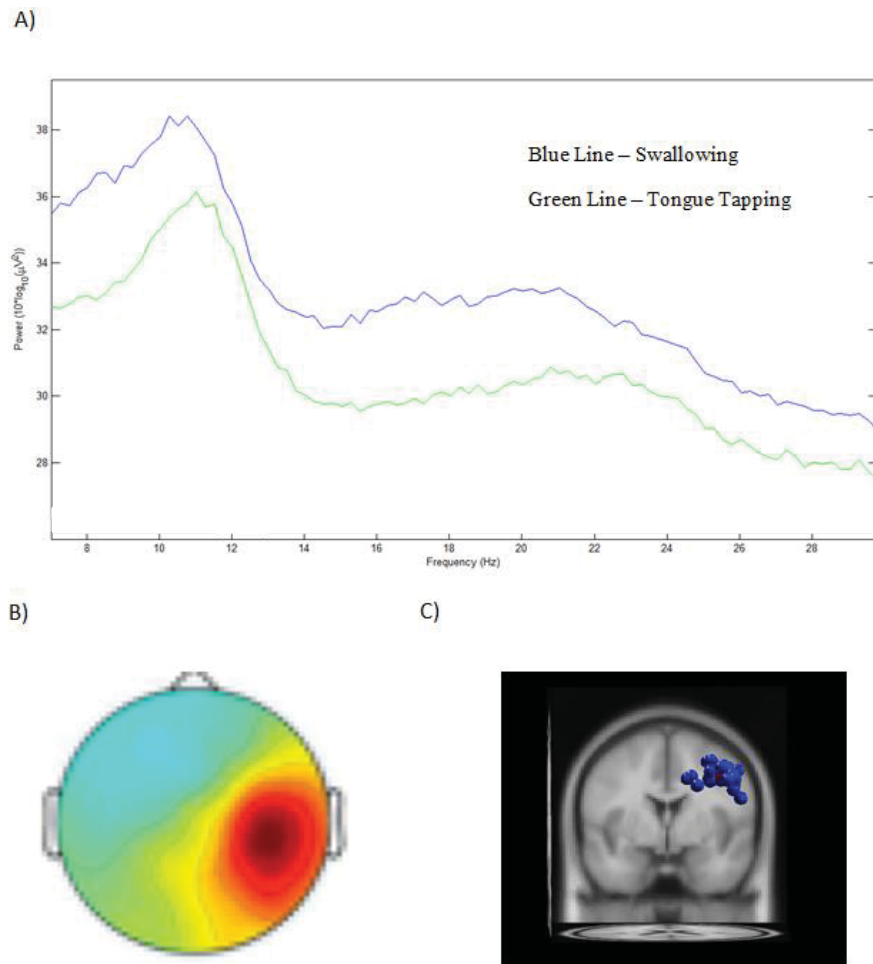 A)
38
36
33
32
30
28
Power (10*log10(μV²))
Blue Line – Swallowing
Green Line – Tongue Tapping
8 10 12 14 16 18 20 22 24 26 28
Frequency (Hz)
B) C)